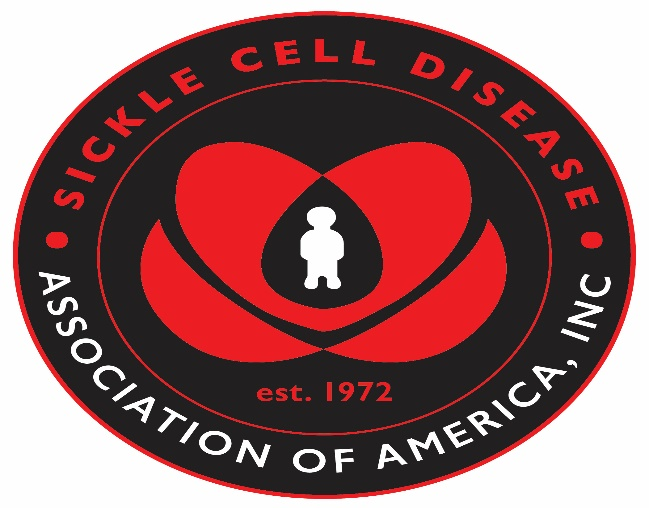 SICKLE CELL DISEASE
ASSOCIATION OF AMERICA, INC
est. 1972